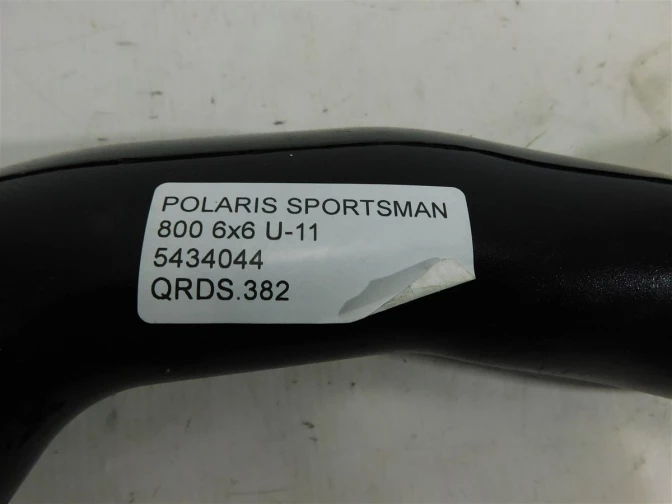 POLARIS SPORTSMAN
800 6x6 U-11
5434044
QRDS.382